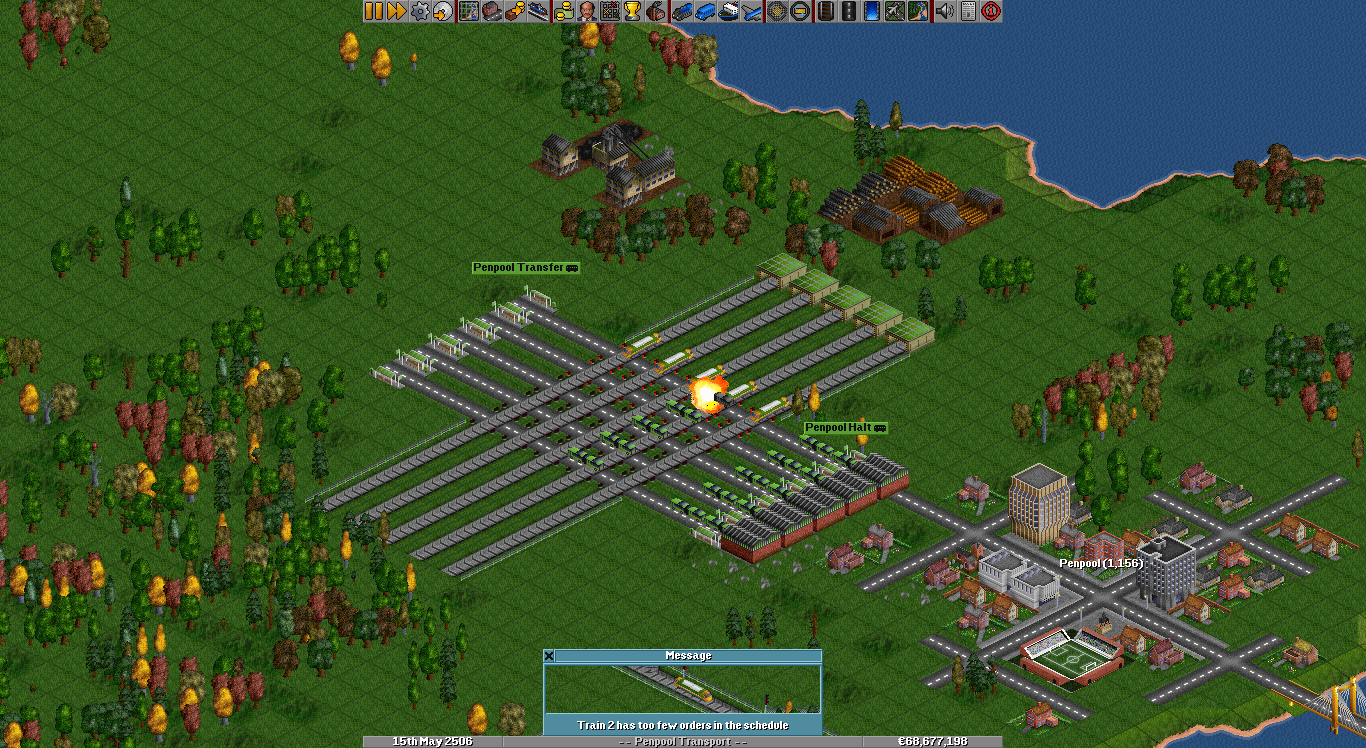 Penpool Transfer
Penpool Halt
Penpool (1,156)
Message
Train 2 has too few orders in the schedule
15th May 2506
-- Penpool Transport --
€68,677,198